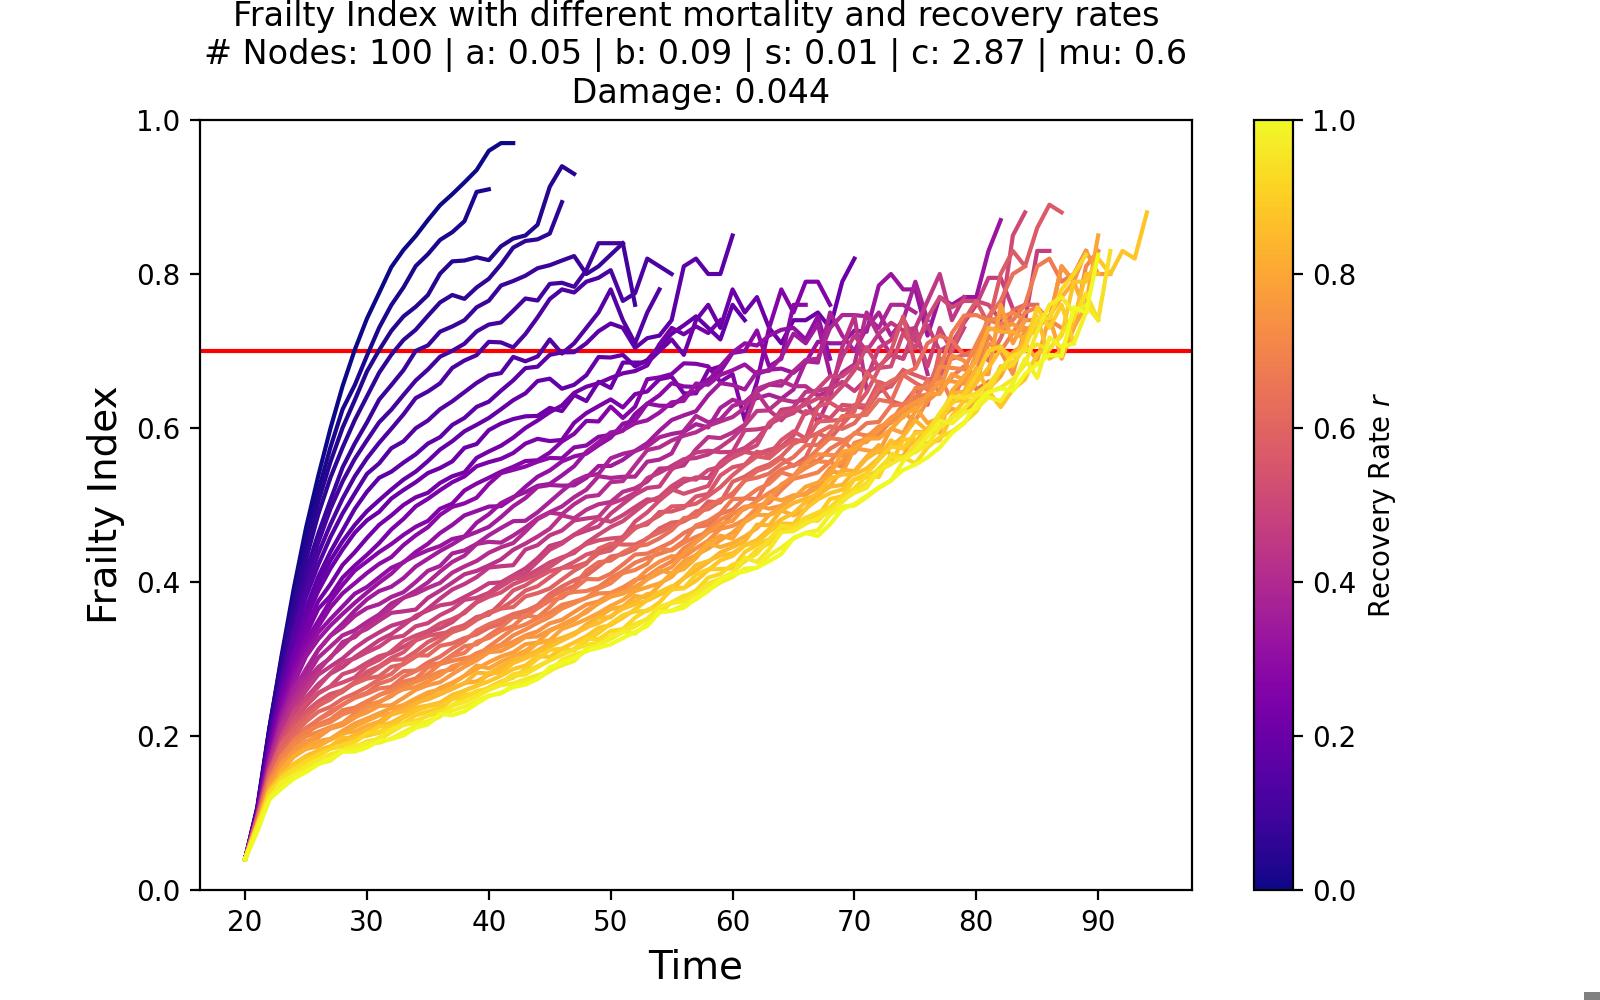 Frailty Index with different mortality and recovery rates
# Nodes: 100 | a: 0.05 | b: 0.09 | s: 0.01 | c: 2.87 | mu: 0.6
Damage: 0.044
1.0
0.8
0.6
0.4
0.2
0.0
Frailty Index
20 30 40 50 60 70 80 90
Time
1.0
0.8
0.6
0.4
0.2
0.0
Recovery Rate r